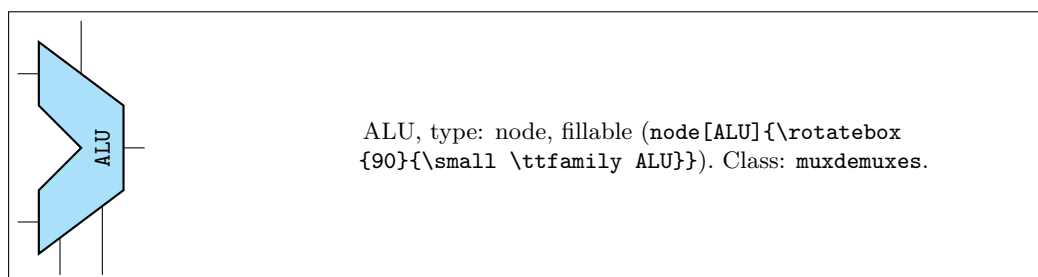 ALU
ALU, type: node, fillable (node[ALU]{\rotatebox
{90}{\small \ttfamily ALU}}). Class: muxdemuxes.